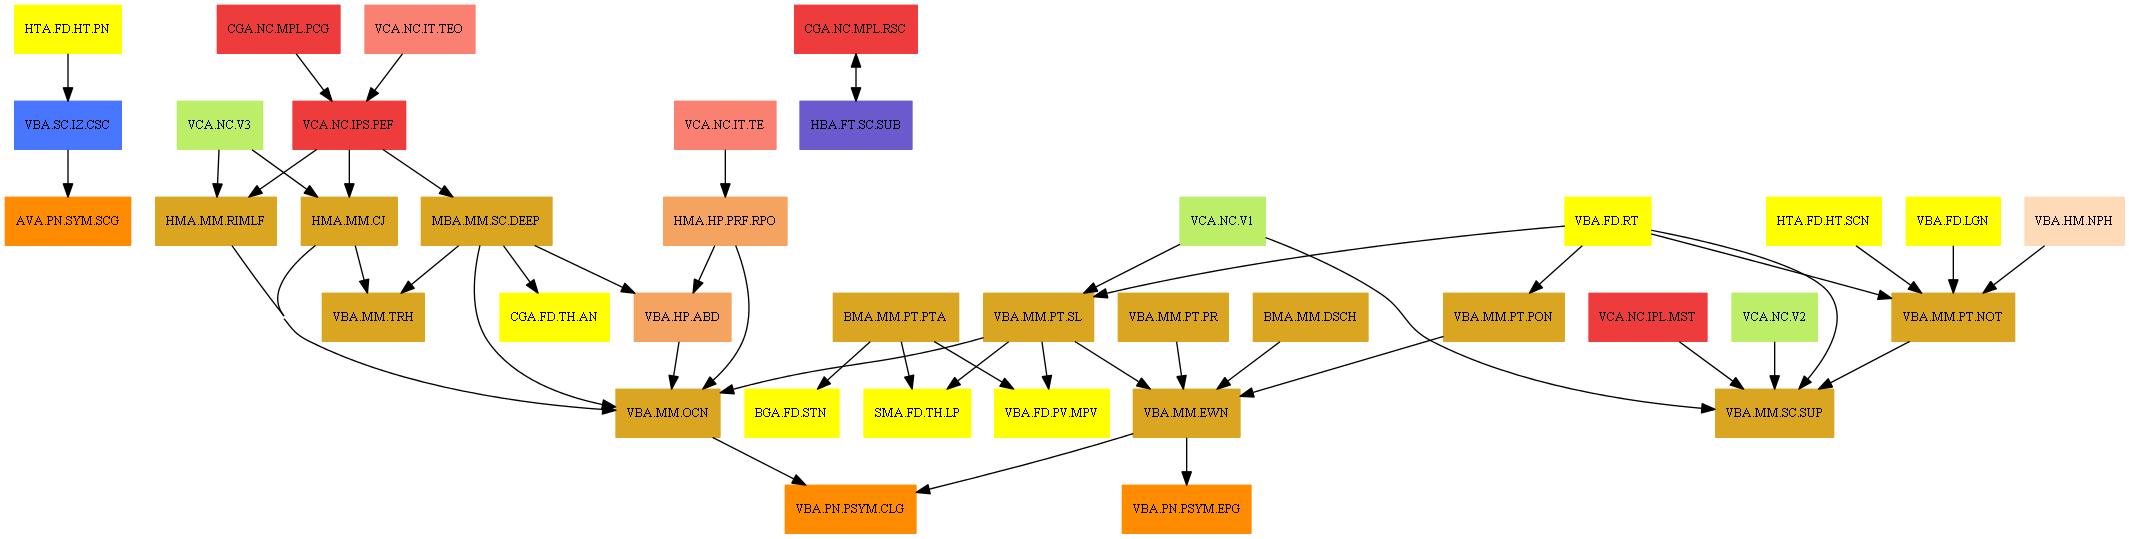 HTA.FD.HT.PN
CGA.NC.MPL.PCG
VCA.NC.IT.TEO
CGA.NC.MPL.RSC
VBA.SC.IZ.CSC
VCA.NC.V3
VCA.NC.IPS.PEF
VCA.NC.IT.TE
HBA.FT.SC.SUB
AVA.PN.SYM.SCG
HMA.MM.RIMLF
HMA.MM.CJ
MBA.MM.SC.DEEP
HMA.HP.PRF.RPO
VCA.NC.V1
VBA.FD.RT
HTA.FD.HT.SCN
VBA.FD.LGN
VBA.HM.NPH
VBA.MM.TRH
CGA.FD.TH.AN
VBA.HP.ABD
BMA.MM.PT.PTA
VBA.MM.PT.SL
VBA.MM.PT.PR
BMA.MM.DSCH
VBA.MM.PT.PON
VCA.NC.IPL.MST
VCA.NC.V2
VBA.MM.PT.NOT
VBA.MM.OCN
BGA.FD.STN
SMA.FD.TH.LP
VBA.FD.PV.MPV
VBA.MM.EWN
VBA.MM.SC.SUP
VBA.PN.PSYM.CLG
VBA.PN.PSYM.EPG